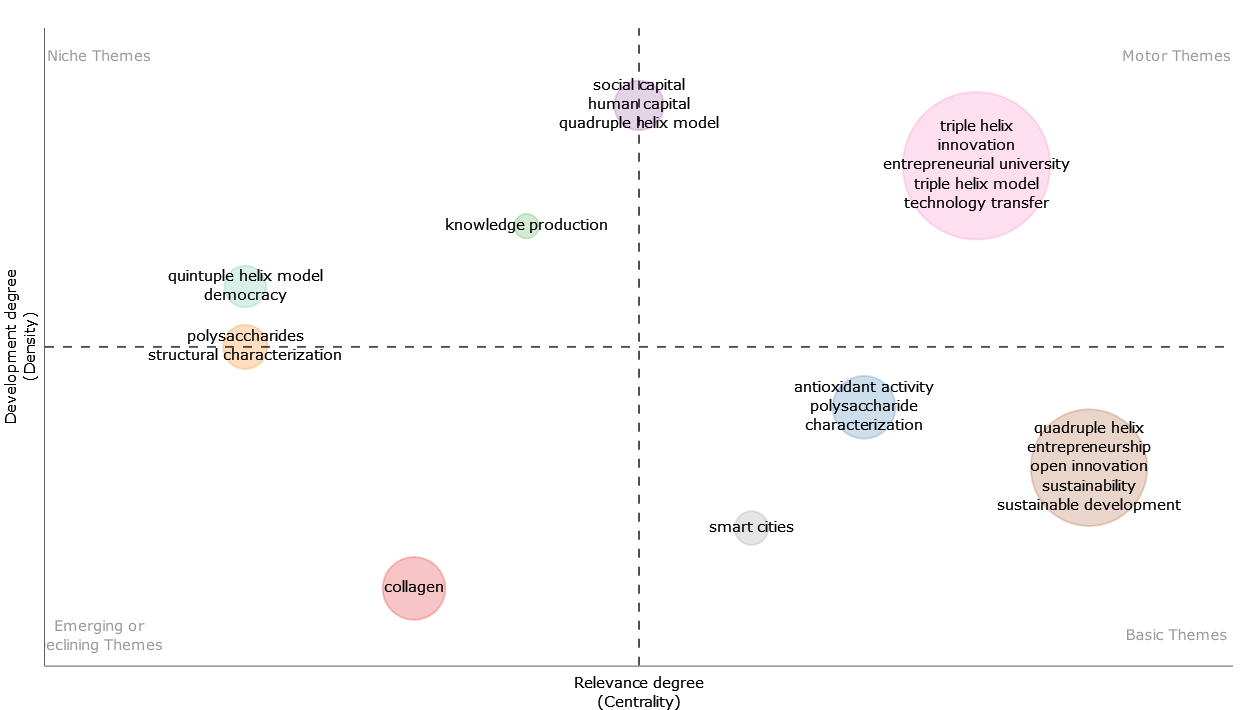 Niche Themes
Motor Themes
social capital
human capital
quadruple helix model
triple helix
innovation
entrepreneurial university
triple helix model
technology transfer
knowledge production
quintuple helix model
democracy
polysaccharides
structural characterization
Development degree
(Density)
antioxidant activity
polysaccharide
characterization
quadruple helix
entrepreneurship
open innovation
sustainability
sustainable development
smart cities
collagen
Emerging or
eclining Themes
Basic Themes
Relevance degree
(Centrality)